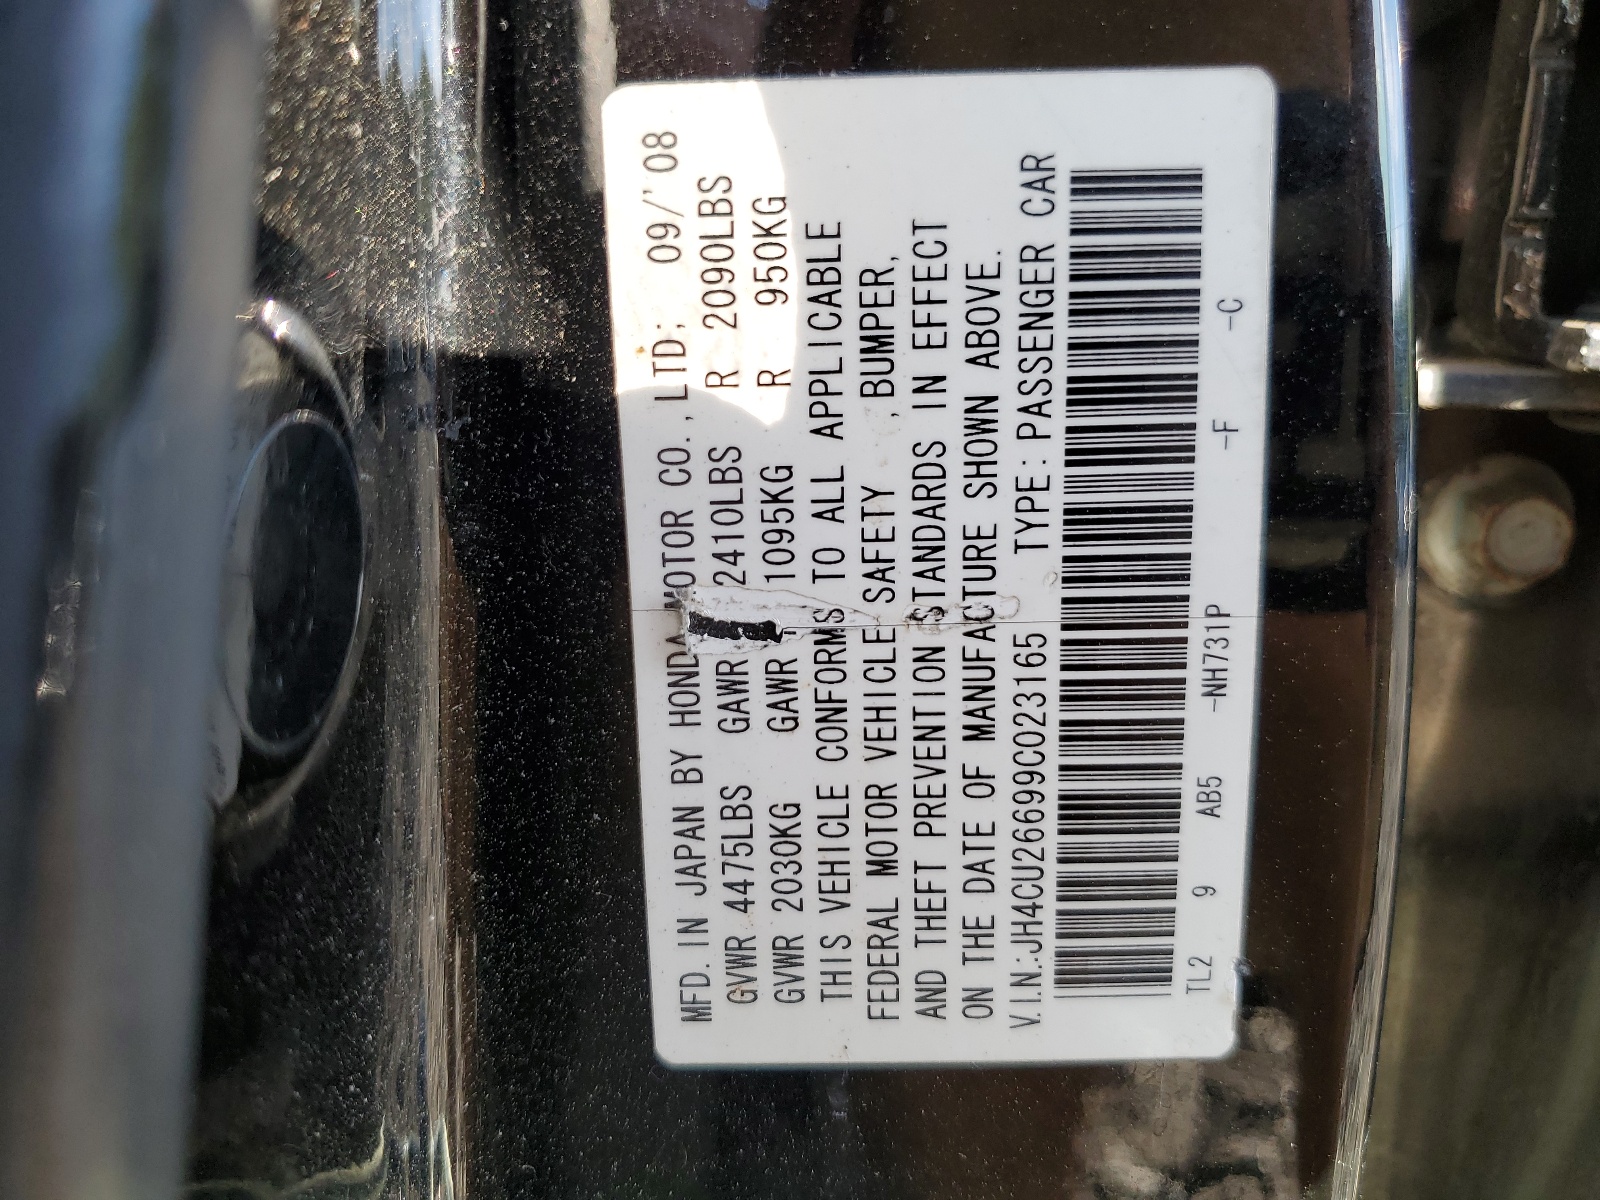 MFD. IN JAPAN BY HONDA MOTOR CO., LTD; 09/'08
GVWR 4475LBS GAWR F 2410LBS R 2090LBS
GVWR 2030KG GAWR F 1095KG R 950KG
THIS VEHICLE CONFORMS TO ALL APPLICABLE
FEDERAL MOTOR VEHICLE SAFETY , BUMPER,
AND THEFT PREVENTION STANDARDS IN EFFECT
ON THE DATE OF MANUFACTURE SHOWN ABOVE.
V.I.N.:JH4CU26699C023165 TYPE:PASSENGER CAR
TL2 9 AB5 -NH731P -F -C